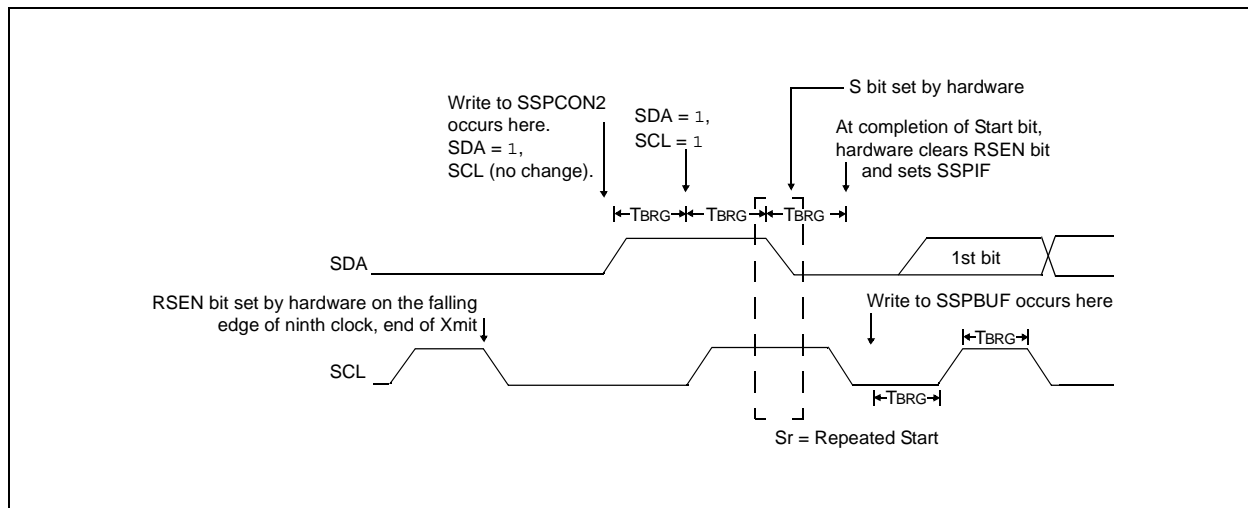 S bit set by hardware
Write to SSPCON2
occurs here.
SDA = 1,
SCL (no change).
SDA = 1,
SCL = 1
At completion of Start bit,
hardware clears RSEN bit
and sets SSPIF
TBRG
TBRG
TBRG
SDA
1st bit
RSEN bit set by hardware on the falling
edge of ninth clock, end of Xmit
Write to SSPBUF occurs here
TBRG
SCL
TBRG
Sr = Repeated Start